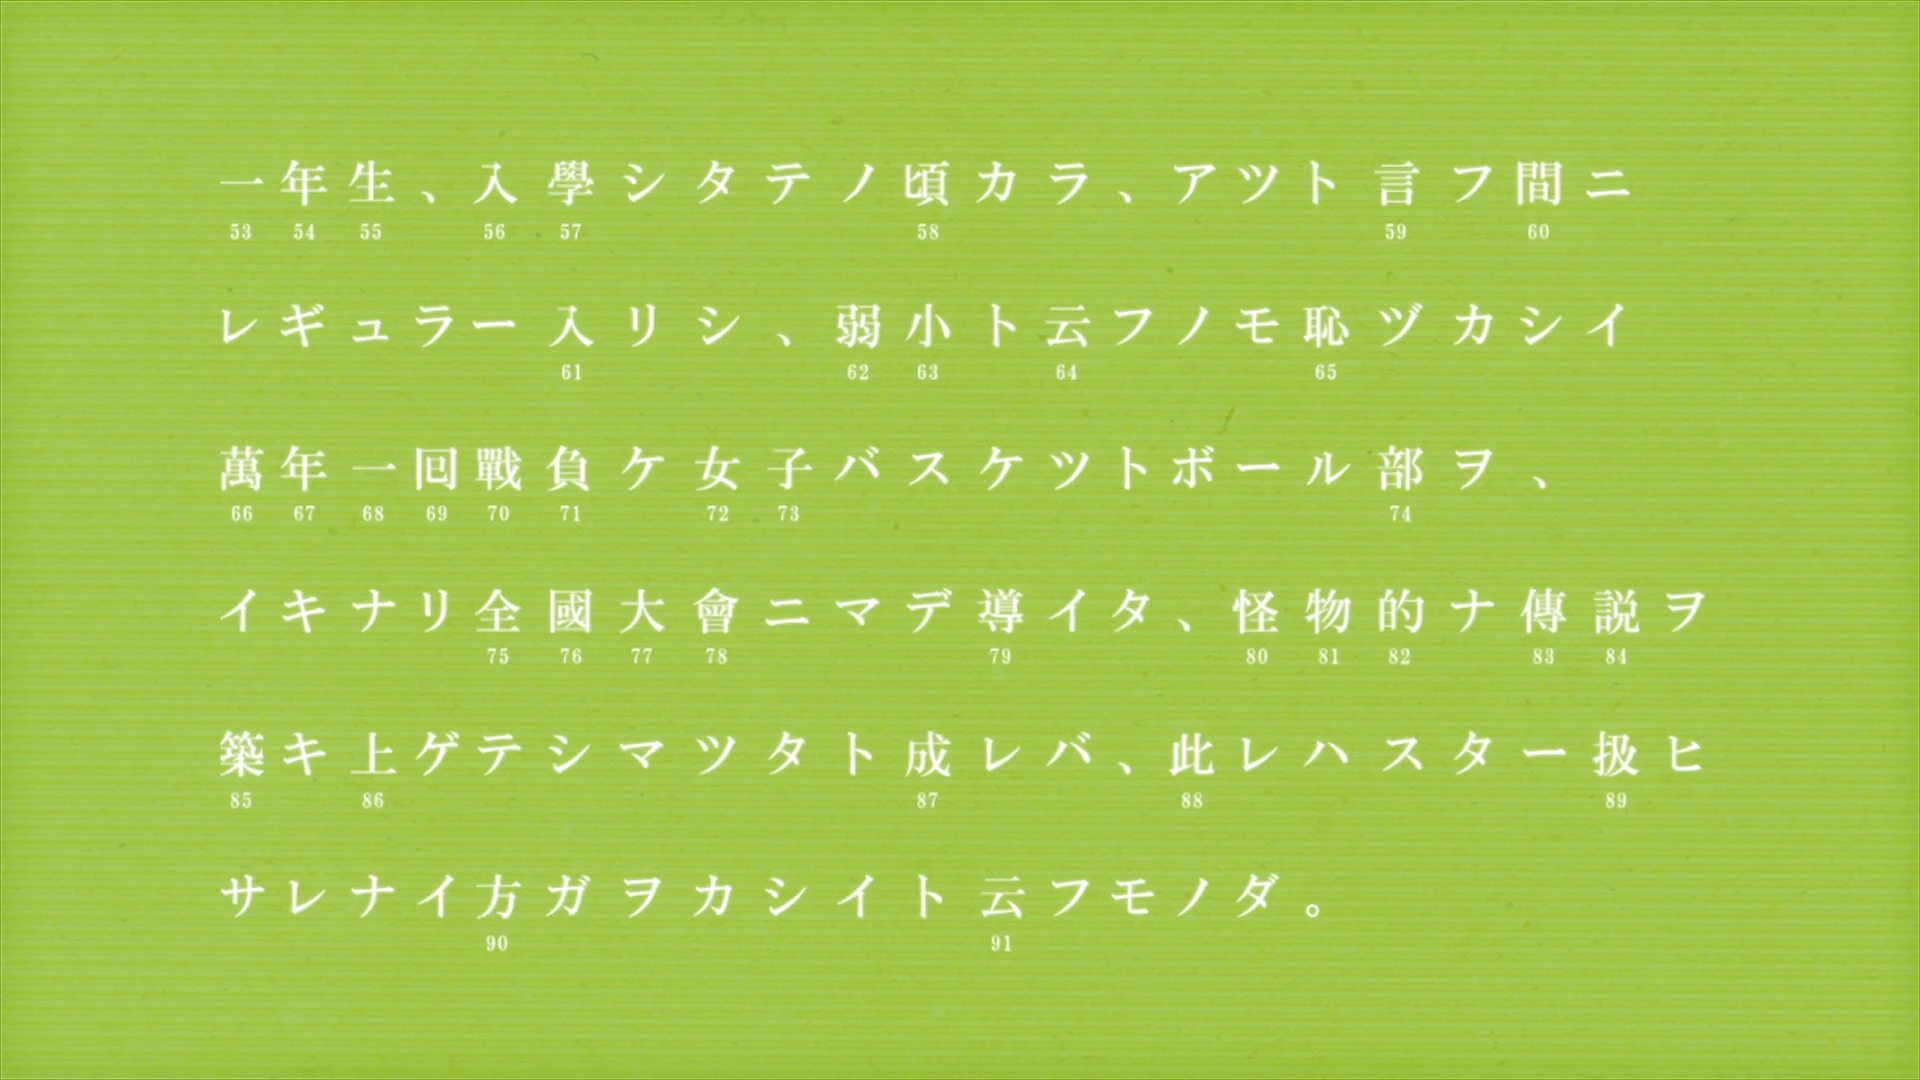 一年生、入學シタテノ頃カラ、アツト言フ間ニ
53 54 55 56 57 58 59 60
レギュラー入リシ、弱小ト云フノモ恥ヅカシイ
61 62 63 64 65
萬年一回戰負ケ女子バスケツトボール部ヲ、
66 67 68 69 70 71 72 73 74
イキナリ全國大會ニマデ導イタ、怪物的ナ傳説ヲ
75 76 77 78 79 80 81 82 83 84
築キ上ゲテシマツタト成レバ、此レハスター扱ヒ
85 86 87 88 89
サレナイ方ガヲカシイト云フモノダ。
90 91